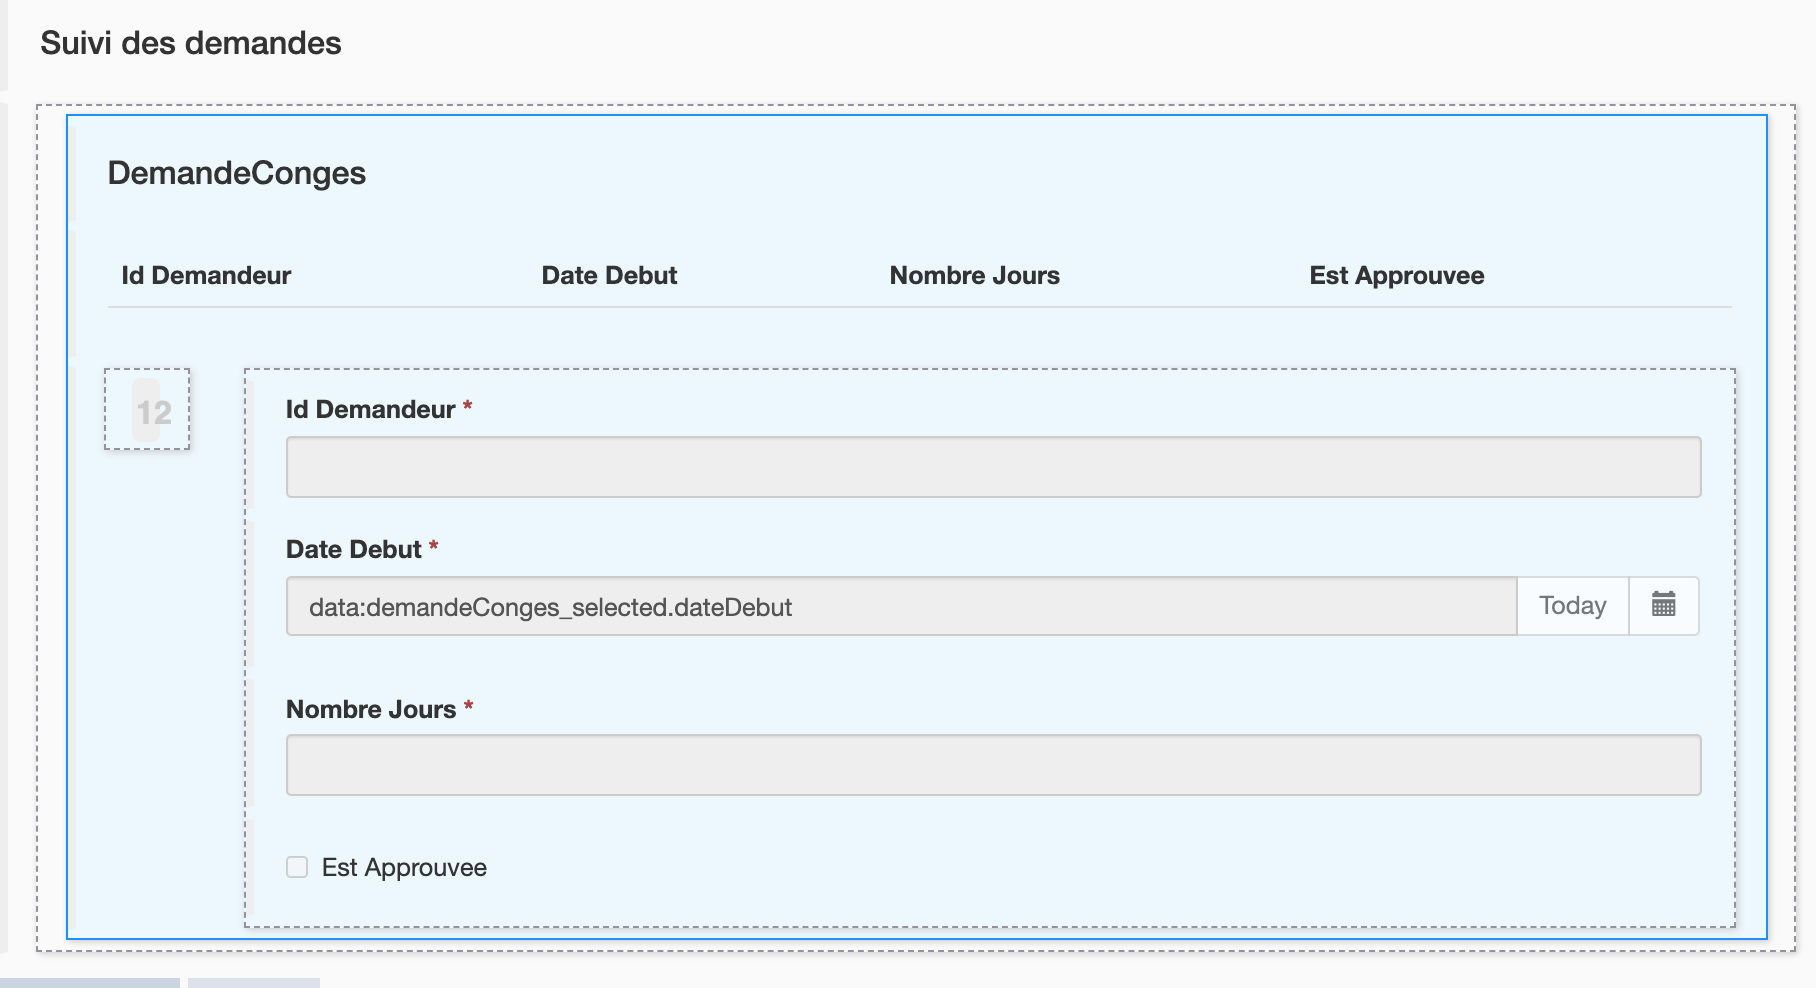 Suivi des demandes
DemandeConges
Id Demandeur Date Debut Nombre Jours Est Approuvee
12
Id Demandeur *
Date Debut *
data:demandeConges_selected.dateDebut Today
Nombre Jours *
Est Approuvee